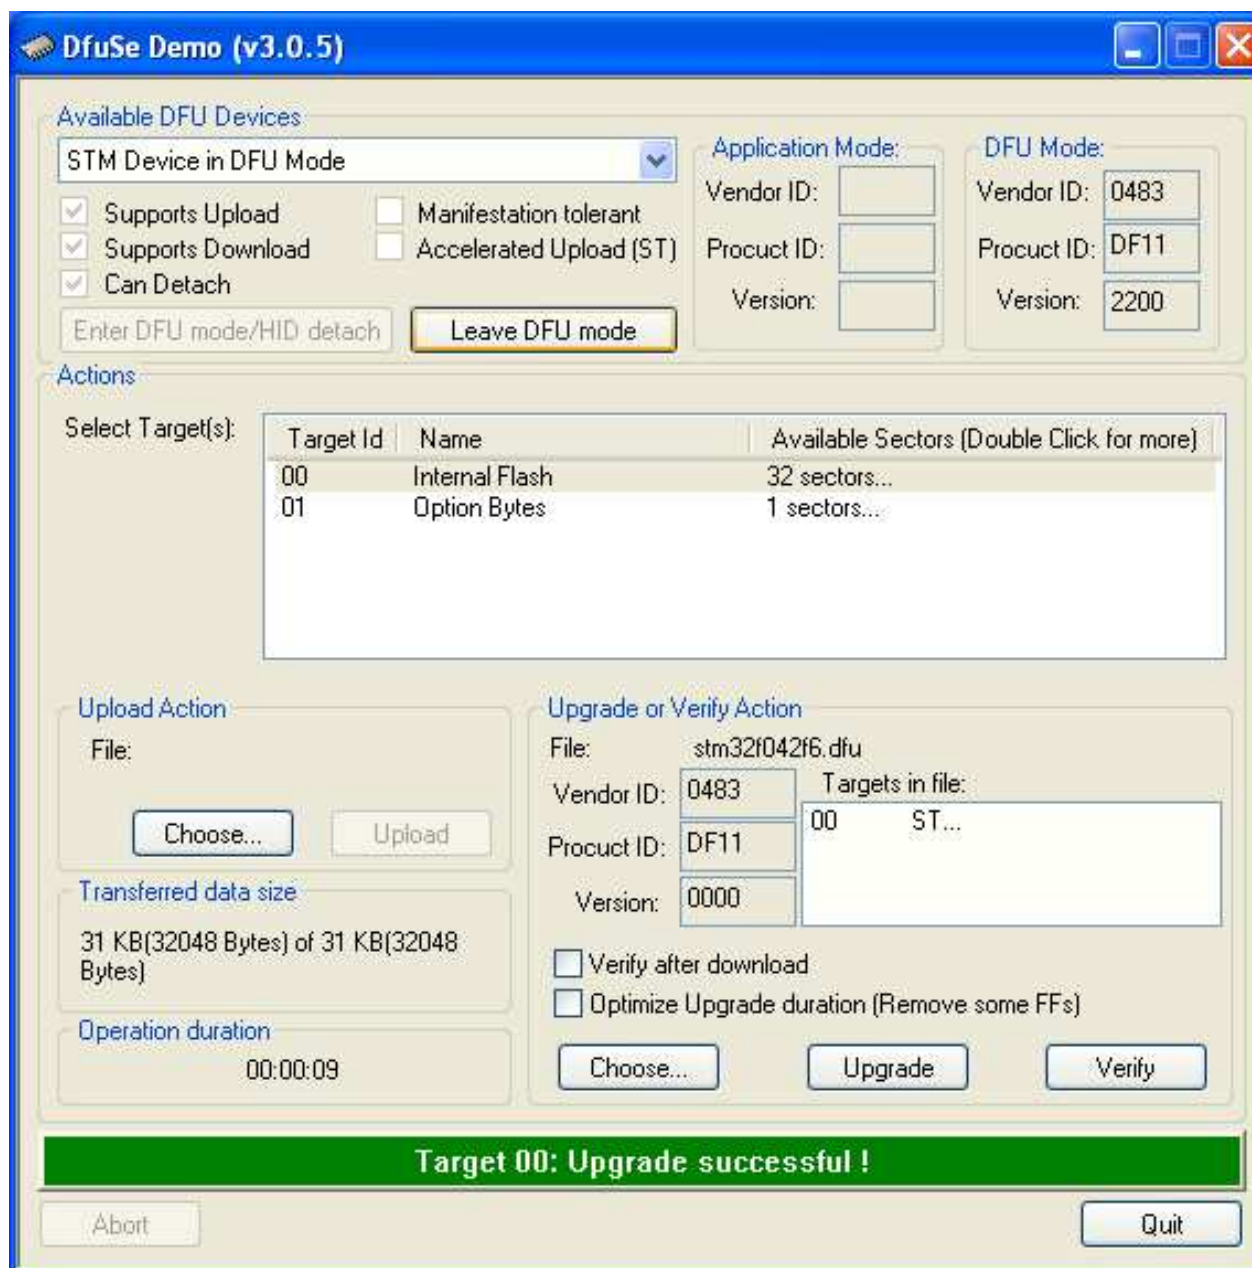 DfuSe Demo (v3.0.5)
Available DFU Devices
STM Device in DFU Mode
Supports Upload
Manifestation tolerant
Supports Download
Accelerated Upload (ST)
Can Detach
Enter DFU mode/HID detach
Leave DFU mode
Application Mode:
Vendor ID:
Procuct ID:
Version:
DFU Mode:
Vendor ID: 0483
Procuct ID: DF11
Version: 2200
Actions
Select Target(s):
Target Id Name Available Sectors (Double Click for more)
00 Internal Flash 32 sectors...
01 Option Bytes 1 sectors...
Upload Action
File:
Choose... Upload
Transferred data size
31 KB(32048 Bytes) of 31 KB(32048
Bytes)
Operation duration
00:00:09
Upgrade or Verify Action
File: stm32f042f6.dfu
Vendor ID: 0483
Procuct ID: DF11
Version: 0000
Targets in file:
00 ST...
Verify after download
Optimize Upgrade duration (Remove some FFs)
Choose... Upgrade Verify
Target 00: Upgrade successful !
Abort Quit